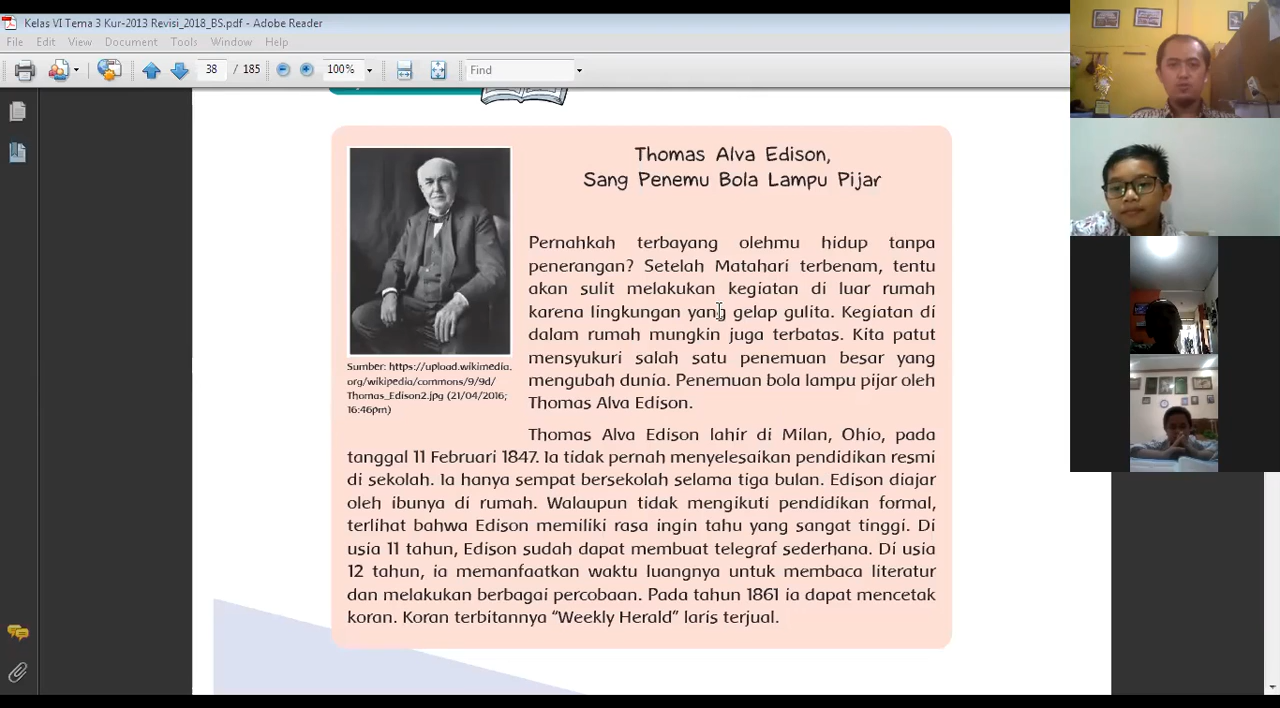 Kelas VI Tema 3 Kur-2013 Revisi_2018_BS.pdf - Adobe Reader
File Edit View Document Tools Window Help
38 / 185 100% Find
Thomas Alva Edison,
Sang Penemu Bola Lampu Pijar
Pernahkah terbayang olehmu hidup tanpa
penerangan? Setelah Matahari terbenam, tentu
akan sulit melakukan kegiatan di luar rumah
karena lingkungan yang gelap gulita. Kegiatan di
dalam rumah mungkin juga terbatas. Kita patut
mensyukuri salah satu penemuan besar yang
mengubah dunia. Penemuan bola lampu pijar oleh
Thomas Alva Edison.
Sumber: https://upload.wikimedia.
org/wikipedia/commons/9/9d/
Thomas_Edison2.jpg (21/04/2016;
16:46pm)
Thomas Alva Edison lahir di Milan, Ohio, pada
tanggal 11 Februari 1847. Ia tidak pernah menyelesaikan pendidikan resmi
di sekolah. Ia hanya sempat bersekolah selama tiga bulan. Edison diajar
oleh ibunya di rumah. Walaupun tidak mengikuti pendidikan formal,
terlihat bahwa Edison memiliki rasa ingin tahu yang sangat tinggi. Di
usia 11 tahun, Edison sudah dapat membuat telegraf sederhana. Di usia
12 tahun, ia memanfaatkan waktu luangnya untuk membaca literatur
dan melakukan berbagai percobaan. Pada tahun 1861 ia dapat mencetak
koran. Koran terbitannya “Weekly Herald” laris terjual.